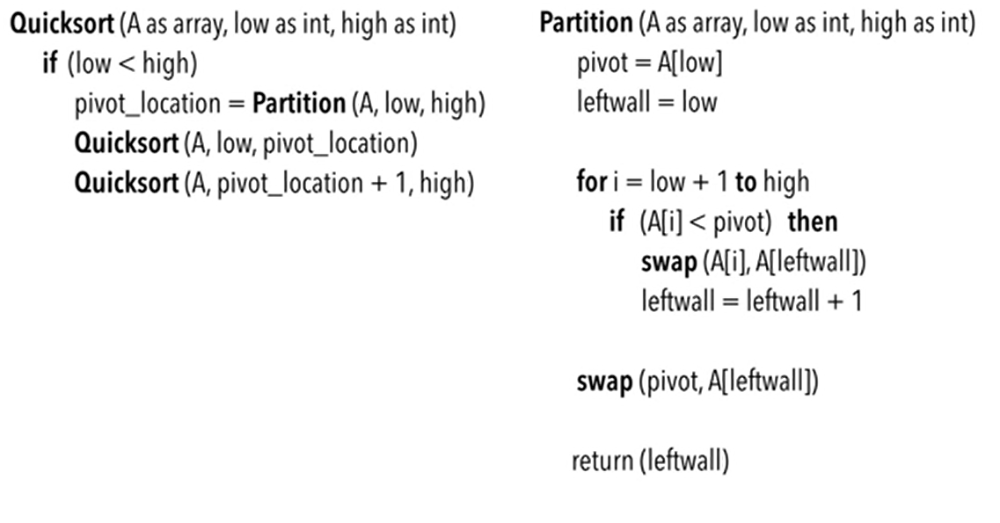 Quicksort (A as array, low as int, high as int)
if (low < high)
pivot_location = Partition (A, low, high)
Quicksort (A, low, pivot_location)
Quicksort (A, pivot_location + 1, high)
Partition (A as array, low as int, high as int)
pivot = A[low]
leftwall = low
for i = low + 1 to high
if (A[i] < pivot) then
swap (A[i], A[leftwall])
leftwall = leftwall + 1
swap (pivot, A[leftwall])
return (leftwall)